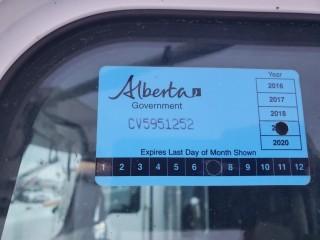 Alberta
Government
CV5951252
Year
2016
2017
2018
2020
Expires Last Day of Month Shown
1 2 3 4 5 6 8 9 10 11 12